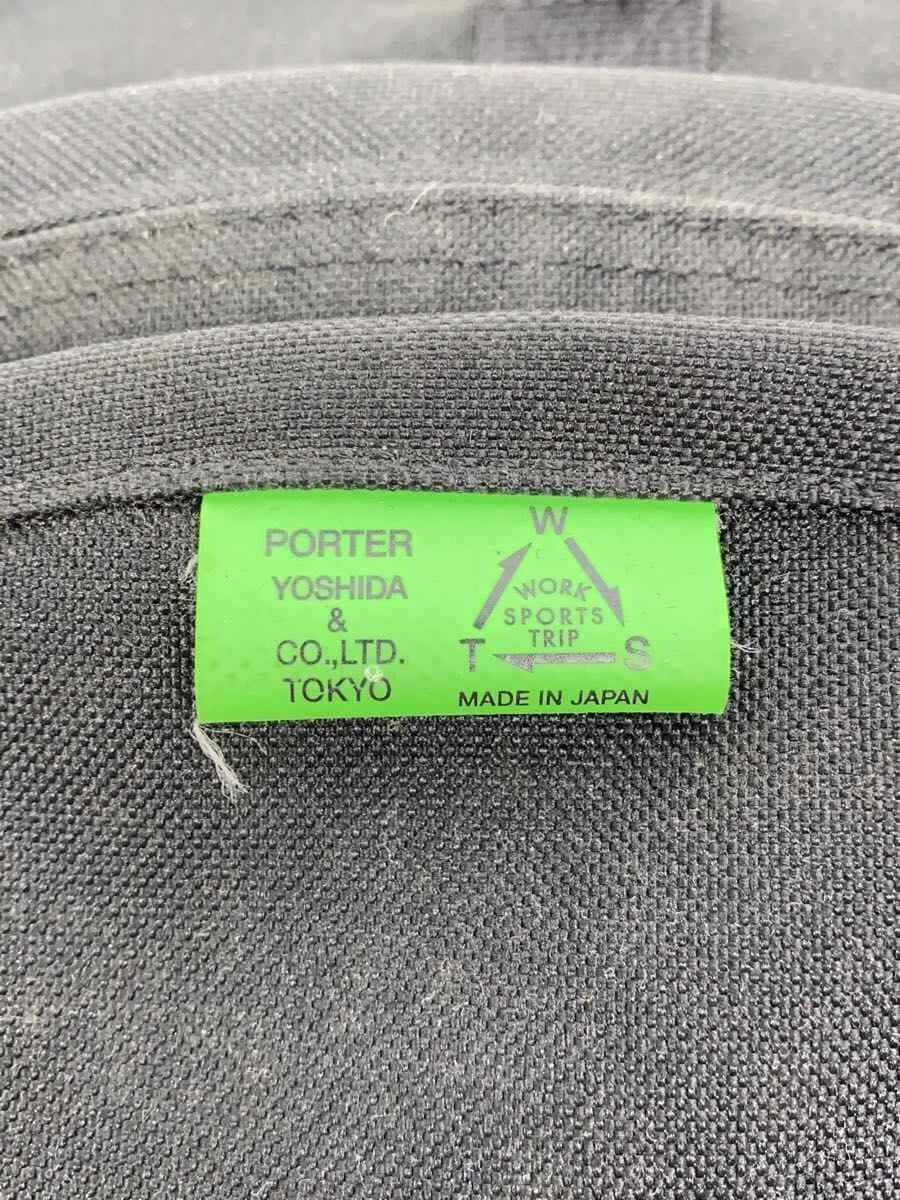 PORTER
YOSHIDA
&
CO.,LTD.
TOKYO
W
WORK
SPORTS
TRIP
T S
MADE IN JAPAN